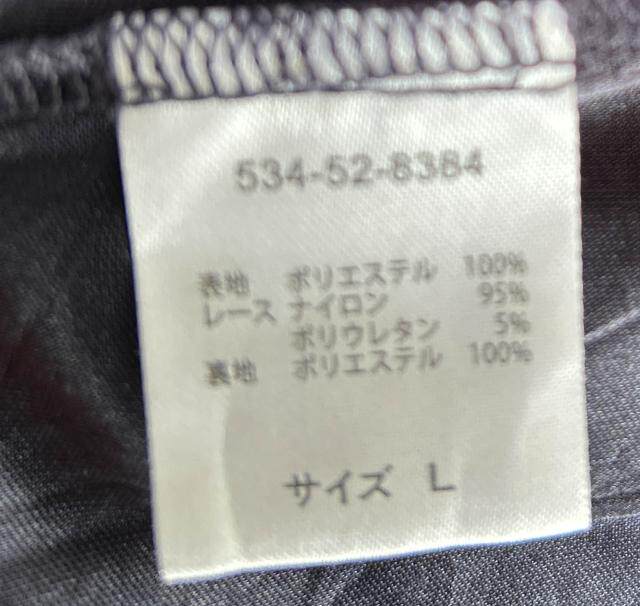 534-52-8384
表地 ポリエステル 100%
レース ナイロン 95%
ポリウレタン 5%
裏地 ポリエステル 100%
サイズ L